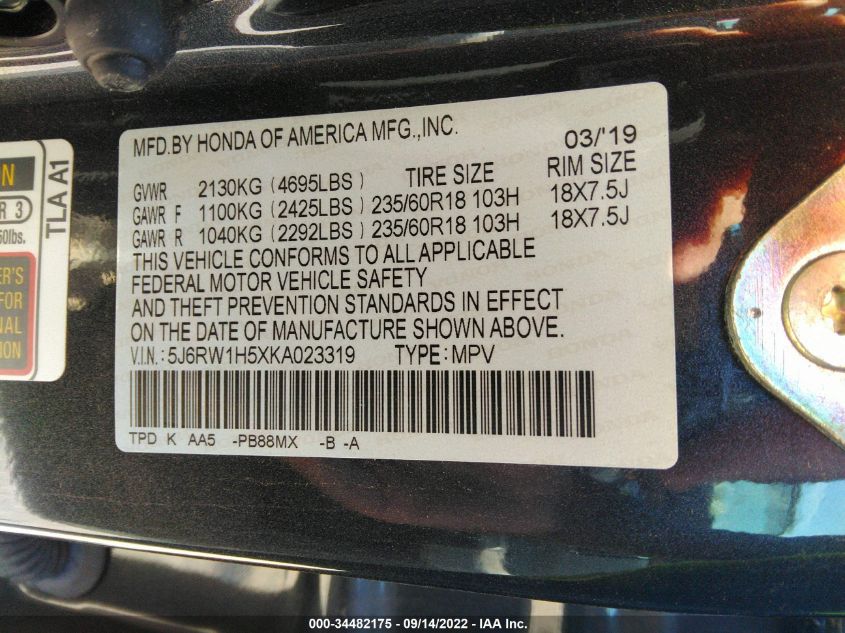 MFD.BY HONDA OF AMERICA MFG.,INC. 03/'19
TIRE SIZE RIM SIZE
GVWR 2130KG (4695LBS)
GAWR F 1100KG (2425LBS) 235/60R18 103H 18X7.5J
GAWR R 1040KG (2292LBS) 235/60R18 103H 18X7.5J
THIS VEHICLE CONFORMS TO ALL APPLICABLE
FEDERAL MOTOR VEHICLE SAFETY
AND THEFT PREVENTION STANDARDS IN EFFECT
ON THE DATE OF MANUFACTURE SHOWN ABOVE.
V.I.N.: 5J6RW1H5XKA023319 TYPE: MPV
TPD K AA5 -PB88MX -B -A
TLA A1
R 3
000-34482175 - 09/14/2022 - IAA Inc.